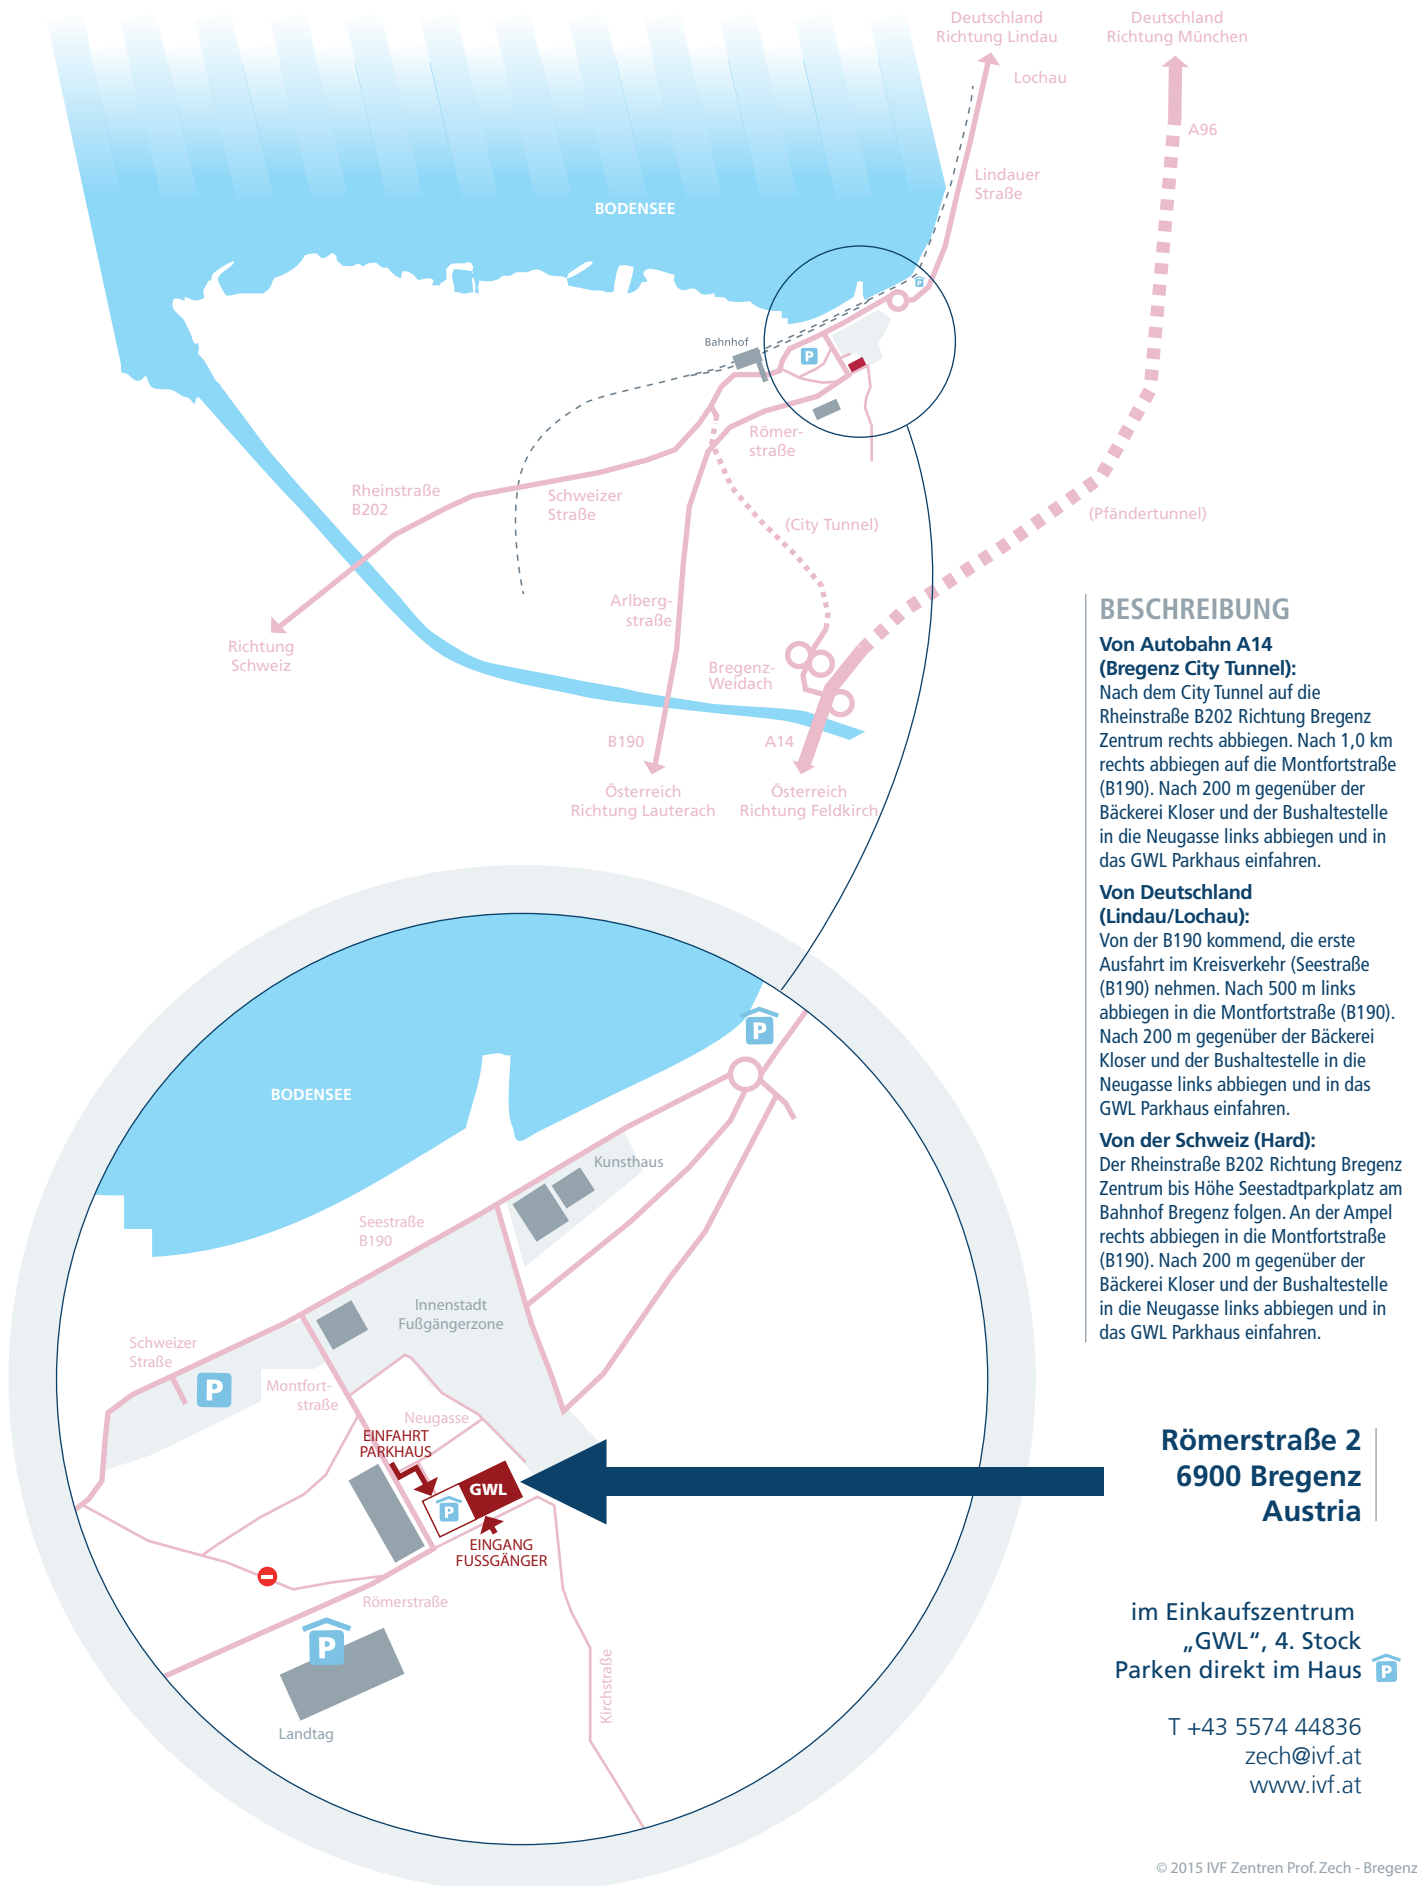 Deutschland
Richtung Lindau
Deutschland
Richtung München
Lochau
A96
Lindauer
Straße
BODENSEE
P
Bahnhof
P
Römer-
straße
Rheinstraße
B202
Schweizer
Straße
(City Tunnel)
(Pfändertunnel)
Arlberg-
straße
Richtung
Schweiz
Bregenz-
Weidach
B190
A14
Österreich
Richtung Lauterach
Österreich
Richtung Feldkirch
BESCHREIBUNG
Von Autobahn A14
(Bregenz City Tunnel):
Nach dem City Tunnel auf die
Rheinstraße B202 Richtung Bregenz
Zentrum rechts abbiegen. Nach 1,0 km
rechts abbiegen auf die Montfortstraße
(B190). Nach 200 m gegenüber der
Bäckerei Kloser und der Bushaltestelle
in die Neugasse links abbiegen und in
das GWL Parkhaus einfahren.
Von Deutschland
(Lindau/Lochau):
Von der B190 kommend, die erste
Ausfahrt im Kreisverkehr (Seestraße
(B190) nehmen. Nach 500 m links
abbiegen in die Montfortstraße (B190).
Nach 200 m gegenüber der Bäckerei
Kloser und der Bushaltestelle in die
Neugasse links abbiegen und in das
GWL Parkhaus einfahren.
Von der Schweiz (Hard):
Der Rheinstraße B202 Richtung Bregenz
Zentrum bis Höhe Seestadtparkplatz am
Bahnhof Bregenz folgen. An der Ampel
rechts abbiegen in die Montfortstraße
(B190). Nach 200 m gegenüber der
Bäckerei Kloser und der Bushaltestelle
in die Neugasse links abbiegen und in
das GWL Parkhaus einfahren.
P
BODENSEE
Kunsthaus
Seestraße
B190
Innenstadt
Fußgängerzone
Schweizer
Straße
P
Montfort-
straße
Neugasse
EINFAHRT
PARKHAUS
GWL
P
EINGANG
FUSSGÄNGER
Römerstraße
P
Landtag
Kirchstraße
Römerstraße 2
6900 Bregenz
Austria
im Einkaufszentrum
„GWL“, 4. Stock
Parken direkt im Haus P
T +43 5574 44836
zech@ivf.at
www.ivf.at
© 2015 IVF Zentren Prof. Zech - Bregenz